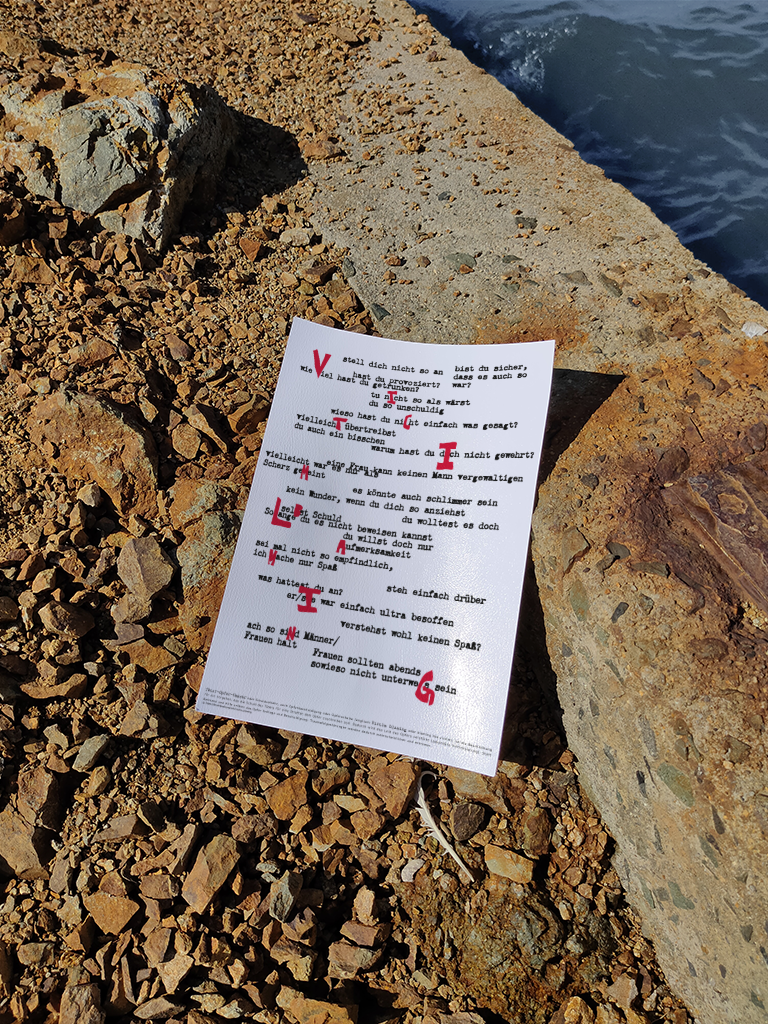 stell dich nicht so an
bist du sicher,
dass es auch so
war?
wie Viel hast du getrunken?
hast du provoziert?
tu nIcht so als wärst
du so unschuldig
wieso hast du niCht einfach was gesagt?
vielleichT übertreibst
du auch ein bisschen
warum hast du dIch nicht gewehrt?
vielleicht war es nur als
Scherz geMeint
eine Frau kann keinen Mann vergewaltigen
es könnte auch schlimmer sein
kein Wunder, wenn du dich so anziehst
selBst Schuld
du wolltest es doch
SoLange du es nicht beweisen kannst
du willst doch nur
Aufmerksamkeit
sei mal nicht so empfindlich,
ich Mache nur Spaß
was hattest du an?
steh einfach drüber
er/sIe war einfach ultra besoffen
verstehst wohl keinen Spaß?
ach so siNd Männer/
Frauen halt
Frauen sollten abends
sowieso nicht unterweGs sein